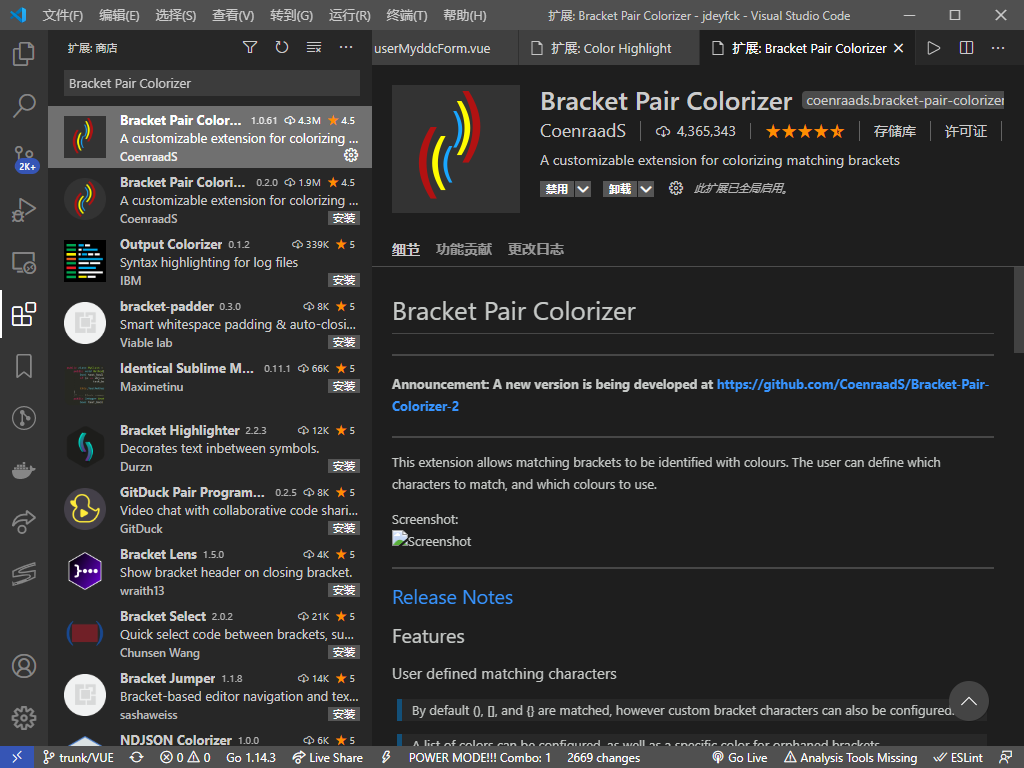 文件(F) 编辑(E) 选择(S) 查看(V) 转到(G) 运行(R) 终端(T) 帮助(H) 扩展: Bracket Pair Colorizer - jdeyfck - Visual Studio Code
扩展: 商店
Bracket Pair Colorizer
Bracket Pair Color... 1.0.61 4.3M 4.5
A customizable extension for colorizing ...
CoenraadS
Bracket Pair Colori... 0.2.0 1.9M 4.5
A customizable extension for colorizing ...
CoenraadS 安装
Output Colorizer 0.1.2 339K 5
Syntax highlighting for log files
IBM 安装
bracket-padder 0.3.0 8K 5
Smart whitespace padding & auto-closi...
Viable lab 安装
Identical Sublime M... 0.11.1 66K 5
Maximetinu 安装
Bracket Highlighter 2.2.3 12K 5
Decorates text inbetween symbols.
Durzn 安装
GitDuck Pair Program... 0.2.5 8K 5
Video chat with collaborative code shari...
GitDuck 安装
Bracket Lens 1.5.0 4K 5
Show bracket header on closing bracket.
wraith13 安装
Bracket Select 2.0.2 21K 5
Quick select code between brackets, su...
Chunsen Wang 安装
Bracket Jumper 1.1.8 14K 5
Bracket-based editor navigation and tex...
sashaweiss 安装
NDJSON Colorizer 1.0.0 6K 5
2K+
userMyddcForm.vue 扩展: Color Highlight 扩展: Bracket Pair Colorizer
Bracket Pair Colorizer coenraads.bracket-pair-colorizer
CoenraadS 4,365,343 存储库 许可证
A customizable extension for colorizing matching brackets
禁用 卸载 此扩展已全局启用。
细节 功能贡献 更改日志
Bracket Pair Colorizer
Announcement: A new version is being developed at https://github.com/CoenraadS/Bracket-Pair-
Colorizer-2
This extension allows matching brackets to be identified with colours. The user can define which
characters to match, and which colours to use.
Screenshot:
Screenshot
Release Notes
Features
User defined matching characters
By default (), [], and {} are matched, however custom bracket characters can also be configured.
A list of colors can be configured, as well as a specific color for orphaned brackets.
trunk/VUE 0 0 Go 1.14.3 Live Share POWER MODE!!! Combo: 1 2669 changes Go Live Analysis Tools Missing ESLint